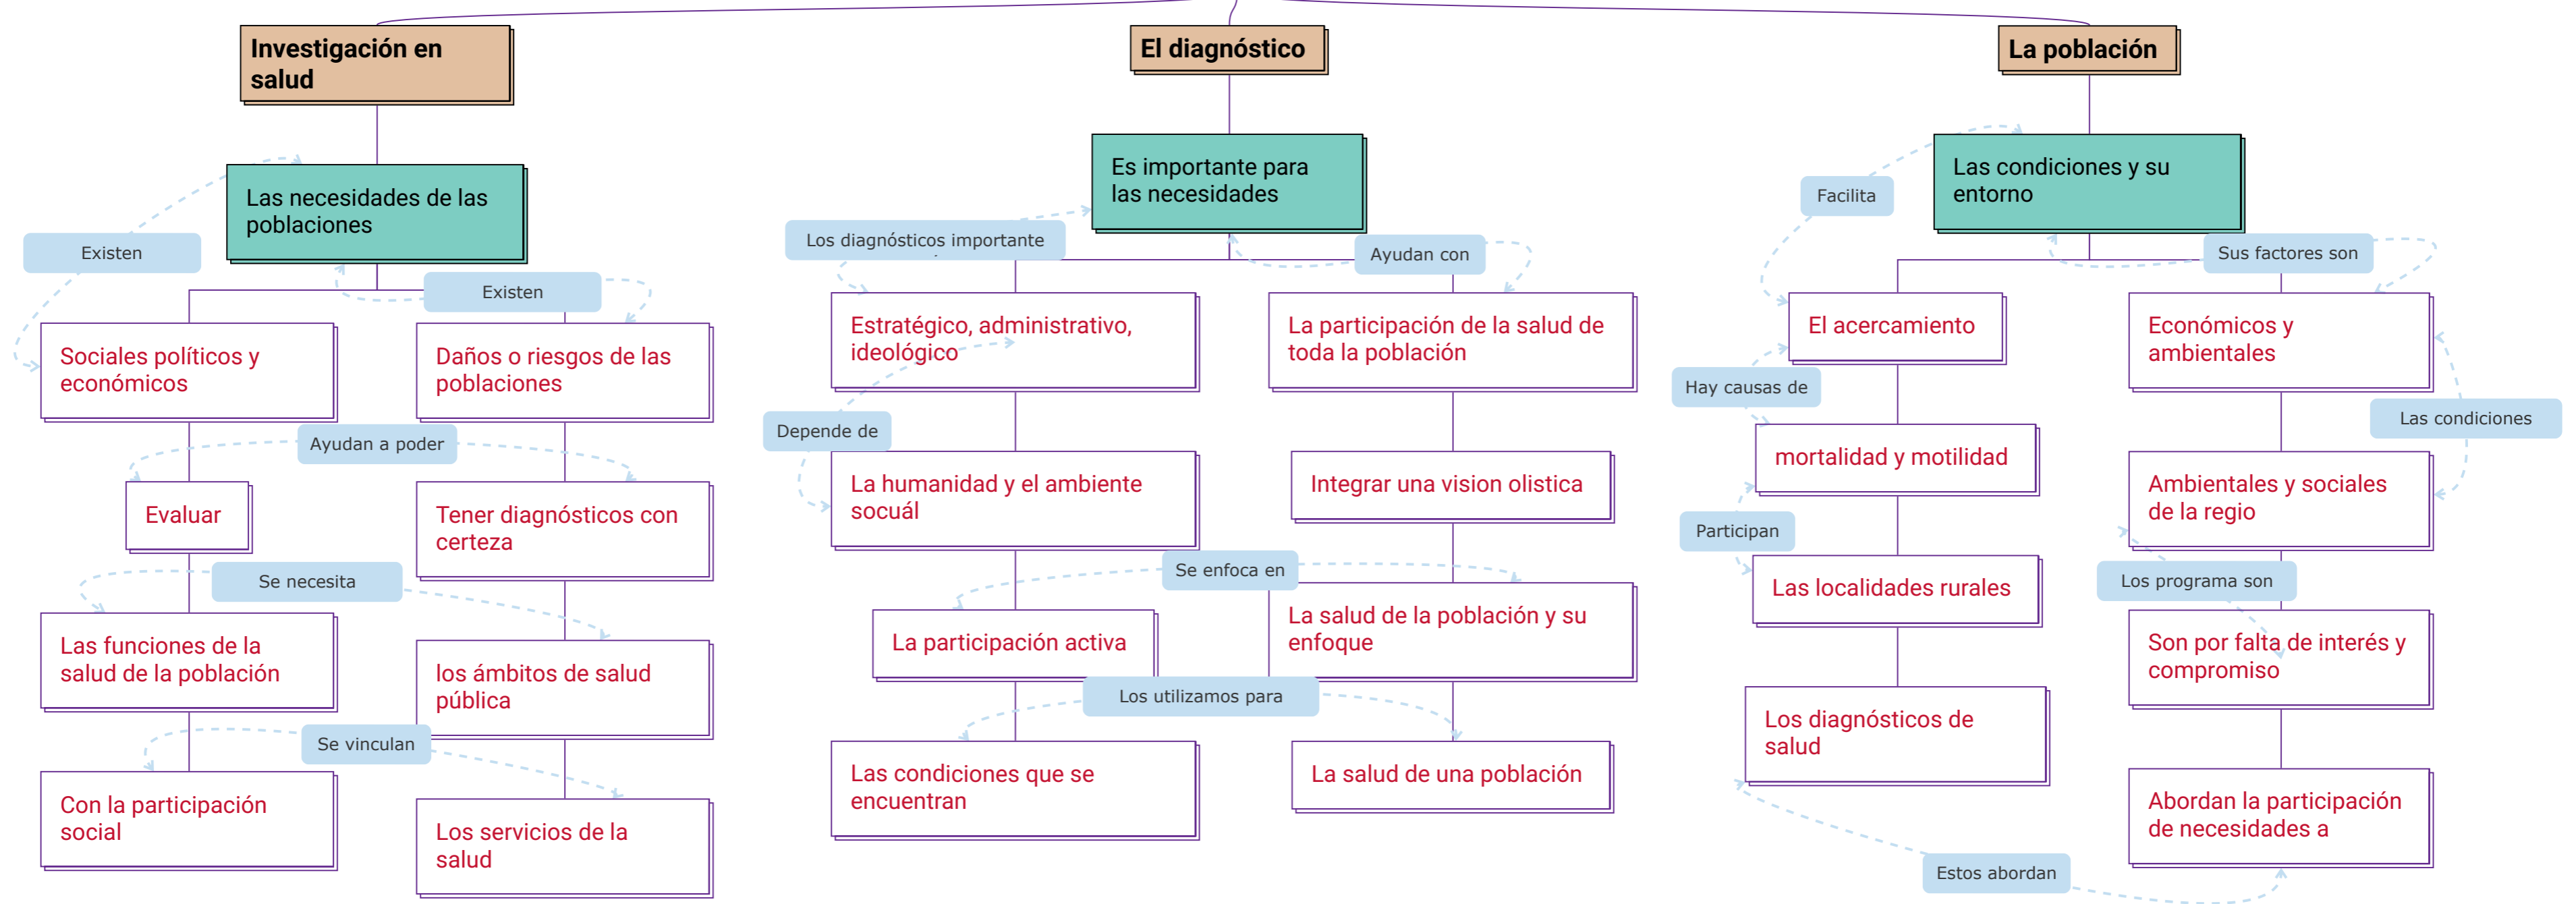 Investigación en
salud
El diagnóstico
La población
Las necesidades de las
poblaciones
Es importante para
las necesidades
Las condiciones y su
entorno
Existen
Existen
Los diagnósticos importante
Ayudan con
Facilita
Sus factores son
Sociales políticos y
económicos
Daños o riesgos de las
poblaciones
Estratégico, administrativo,
ideológico
La participación de la salud de
toda la población
El acercamiento
Económicos y
ambientales
Ayudan a poder
Depende de
Hay causas de
Las condiciones
Evaluar
Tener diagnósticos con
certeza
La humanidad y el ambiente
socuál
Integrar una vision olistica
mortalidad y motilidad
Ambientales y sociales
de la regio
Se necesita
Se enfoca en
Participan
Los programa son
Las funciones de la
salud de la población
los ámbitos de salud
pública
La participación activa
La salud de la población y su
enfoque
Las localidades rurales
Son por falta de interés y
compromiso
Se vinculan
Los utilizamos para
Con la participación
social
Los servicios de la
salud
Las condiciones que se
encuentran
La salud de una población
Los diagnósticos de
salud
Abordan la participación
de necesidades a
Estos abordan